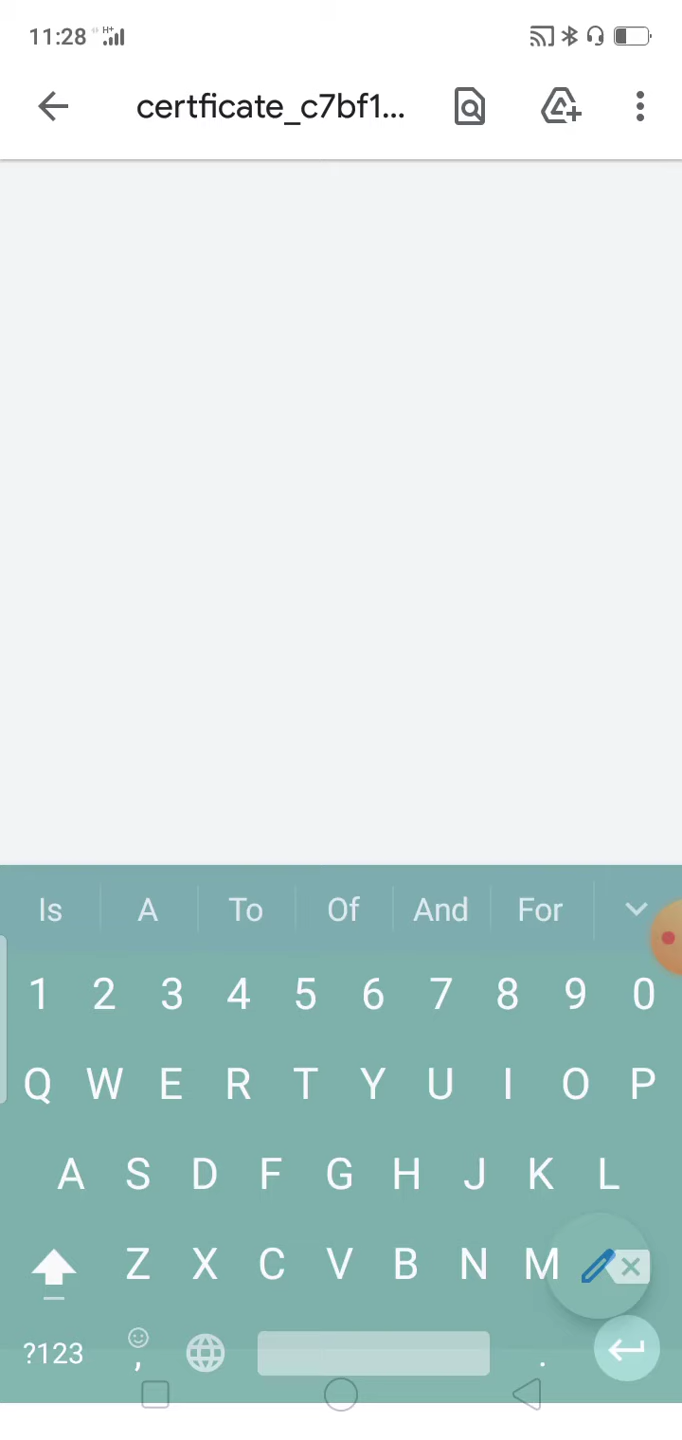 11:28 H+
certficate_c7bf1...
Is A To Of And For
1 2 3 4 5 6 7 8 9 0
Q W E R T Y U I O P
A S D F G H J K L
Z X C V B N M
?123 , .